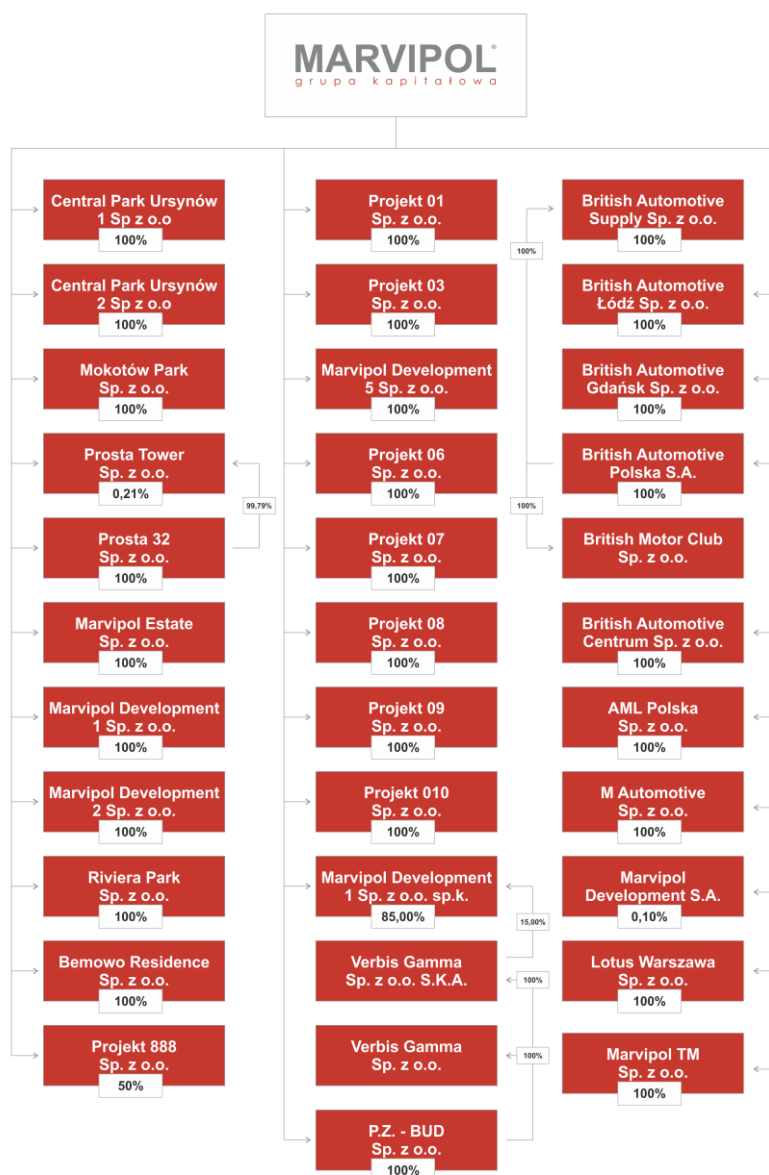 MARVIPOL®
grupa kapitałowa
Central Park Ursynów
1 Sp z o.o
100%
Central Park Ursynów
2 Sp z o.o
100%
Mokotów Park
Sp. z o.o.
100%
Prosta Tower
Sp. z o.o.
0,21%
99,79%
Prosta 32
Sp. z o.o.
100%
Marvipol Estate
Sp. z o.o.
100%
Marvipol Development
1 Sp. z o.o.
100%
Marvipol Development
2 Sp. z o.o.
100%
Riviera Park
Sp. z o.o.
100%
Bemowo Residence
Sp. z o.o.
100%
Projekt 888
Sp. z o.o.
50%
Projekt 01
Sp. z o.o.
100%
Projekt 03
Sp. z o.o.
100%
Marvipol Development
5 Sp. z o.o.
100%
Projekt 06
Sp. z o.o.
100%
Projekt 07
Sp. z o.o.
100%
Projekt 08
Sp. z o.o.
100%
Projekt 09
Sp. z o.o.
100%
Projekt 010
Sp. z o.o.
100%
Marvipol Development
1 Sp. z o.o. sp.k.
85,00%
15,00%
Verbis Gamma
Sp. z o.o. S.K.A.
100%
Verbis Gamma
Sp. z o.o.
100%
P.Z. - BUD
Sp. z o.o.
100%
British Automotive
Supply Sp. z o.o.
100%
100%
British Automotive
Łódź Sp. z o.o.
100%
British Automotive
Gdańsk Sp. z o.o.
100%
British Automotive
Polska S.A.
100%
100%
British Motor Club
Sp. z o.o.
British Automotive
Centrum Sp. z o.o.
100%
AML Polska
Sp. z o.o.
100%
M Automotive
Sp. z o.o.
100%
Marvipol
Development S.A.
0,10%
Lotus Warszawa
Sp. z o.o.
100%
Marvipol TM
Sp. z o.o.
100%